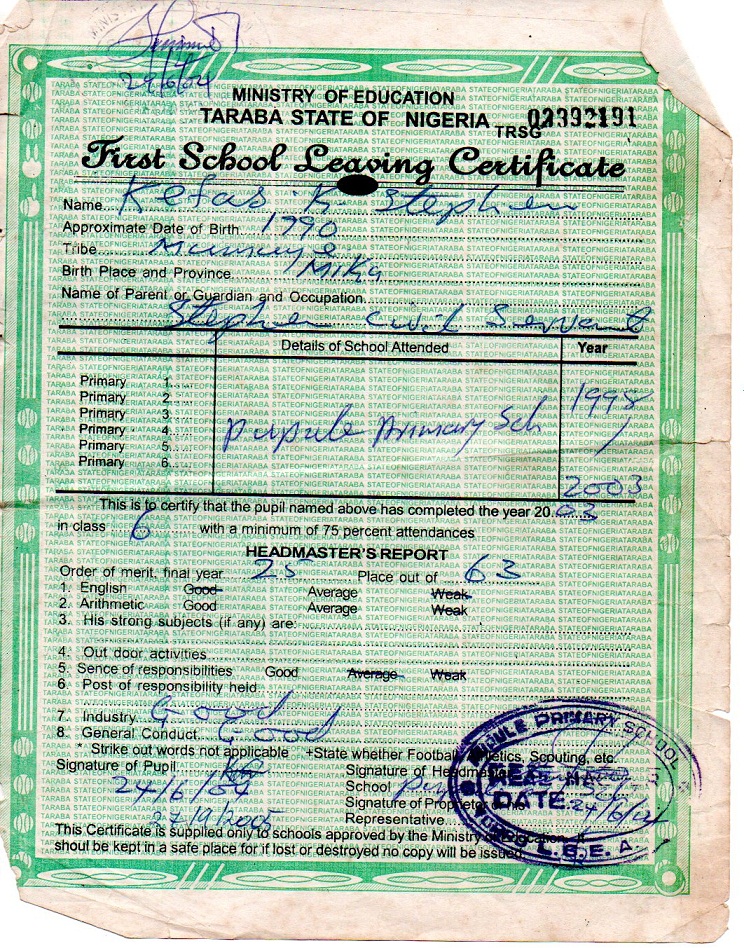 29/6/04
MINISTRY OF EDUCATION
TARABA STATE OF NIGERIA TRSG 02392191
First School Leaving Certificate
Name. Kefas K. Stephen
Approximate Date of Birth. 1990
Tribe. Mumuye
Birth Place and Province. Mika
Name of Parent or Guardian and Occupation
Stephen Civil Servant
Details of School Attended Year
Primary 1
Primary 2
Primary 3 1998
Primary 4 Pupule Primary Sch /
Primary 5
Primary 6
2003
This is to certify that the pupil named above has completed the year 20 03
in class 6 with a minimum of 75 percent attendances
HEADMASTER'S REPORT
Order of merit, final year 25 Place out of 63
1. English Good Average Weak
2. Arithmetic Good Average Weak
3. His strong subjects (if any) are:
4. Out door activities
5. Sence of responsibilities Good Average Weak
6. Post of responsibility held
7. Industry. Good
8. General Conduct. Good
* Strike out words not applicable +State whether Football, Athletics, Scouting, etc.
Signature of Pupil Signature of Headmaster
24/6/04 School
Signature of Proprietor
27/9/2005 Representative
This Certificate is supplied only to schools approved by the Ministry of Education. It
shoul be kept in a safe place for if lost or destroyed no copy will be issued.
PUPULE PRIMARY SCHOOL
HEAD MASTER
DATE 24/6/04
L.G.E.A.